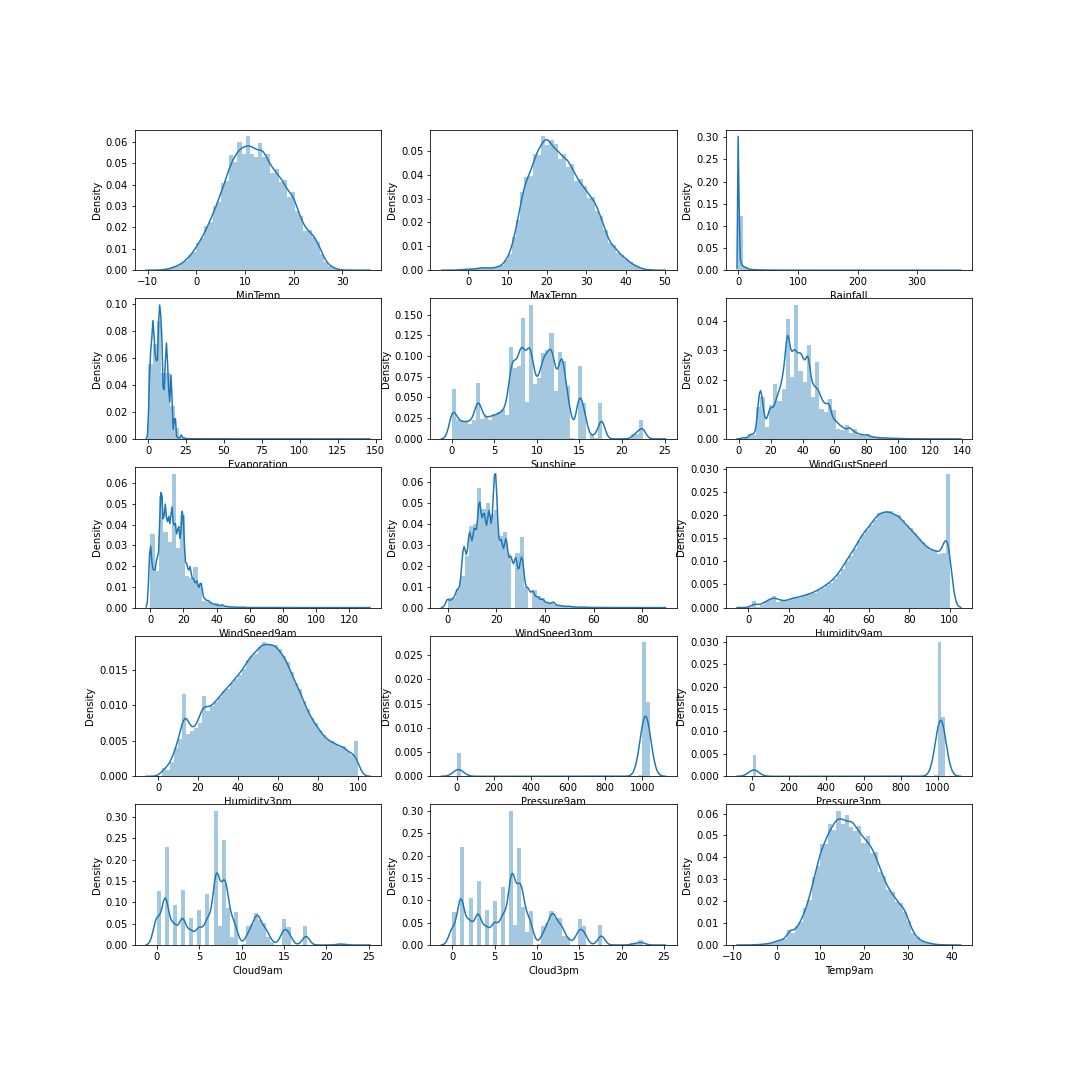 0.06
0.05
0.04
0.03
0.02
0.01
0.00
Density
−10 0 10 20 30
MinTemp
0.05
0.04
0.03
0.02
0.01
0.00
Density
0 10 20 30 40 50
MaxTemp
0.30
0.25
0.20
0.15
0.10
0.05
0.00
Density
0 100 200 300
Rainfall
0.10
0.08
0.06
0.04
0.02
0.00
Density
0 25 50 75 100 125 150
Evaporation
0.150
0.125
0.100
0.075
0.050
0.025
0.000
Density
0 5 10 15 20 25
Sunshine
0.04
0.03
0.02
0.01
0.00
Density
0 20 40 60 80 100 120 140
WindGustSpeed
0.06
0.05
0.04
0.03
0.02
0.01
0.00
Density
0 20 40 60 80 100 120
WindSpeed9am
0.06
0.05
0.04
0.03
0.02
0.01
0.00
Density
0 20 40 60 80
WindSpeed3pm
0.030
0.025
0.020
0.015
0.010
0.005
0.000
Density
0 20 40 60 80 100
Humidity9am
0.015
0.010
0.005
0.000
Density
0 20 40 60 80 100
Humidity3pm
0.025
0.020
0.015
0.010
0.005
0.000
Density
0 200 400 600 800 1000
Pressure9am
0.030
0.025
0.020
0.015
0.010
0.005
0.000
Density
0 200 400 600 800 1000
Pressure3pm
0.30
0.25
0.20
0.15
0.10
0.05
0.00
Density
0 5 10 15 20 25
Cloud9am
0.30
0.25
0.20
0.15
0.10
0.05
0.00
Density
0 5 10 15 20 25
Cloud3pm
0.06
0.05
0.04
0.03
0.02
0.01
0.00
Density
−10 0 10 20 30 40
Temp9am